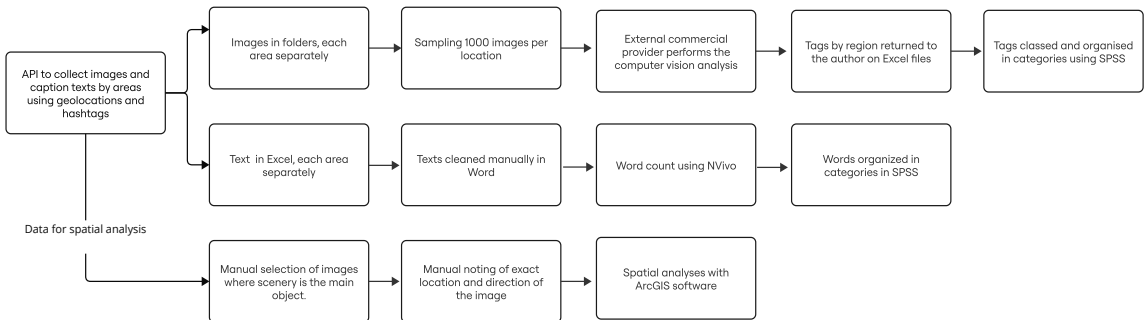 API to collect images and
caption texts by areas
using geolocations and
hashtags
Images in folders, each
area separately
Sampling 1000 images per
location
External commercial
provider performs the
computer vision analysis
Tags by region returned to
the author on Excel files
Tags classed and organised
in categories using SPSS
Text in Excel, each area
separately
Texts cleaned manually in
Word
Word count using NVivo
Words organized in
categories in SPSS
Data for spatial analysis
Manual selection of images
where scenery is the main
object.
Manual noting of exact
location and direction of
the image
Spatial analyses with
ArcGIS software